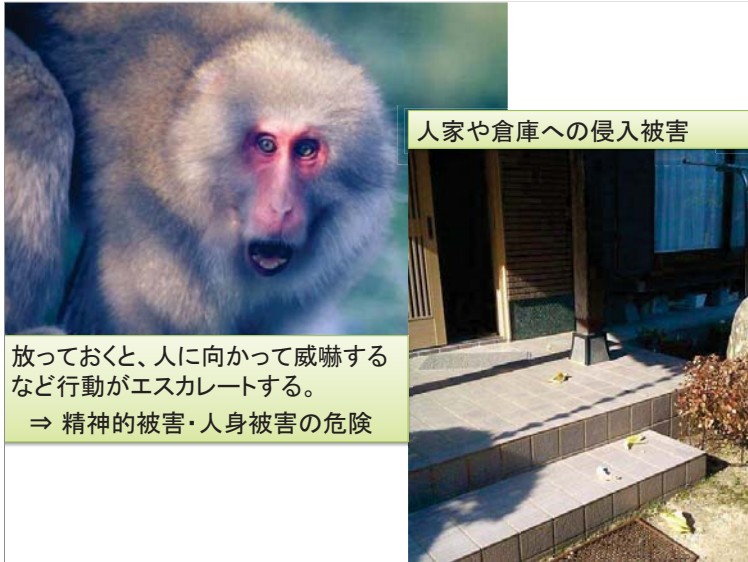 人家や倉庫への侵入被害
放っておくと、人に向かって威嚇する
など行動がエスカレートする。
⇒ 精神的被害・人身被害の危険